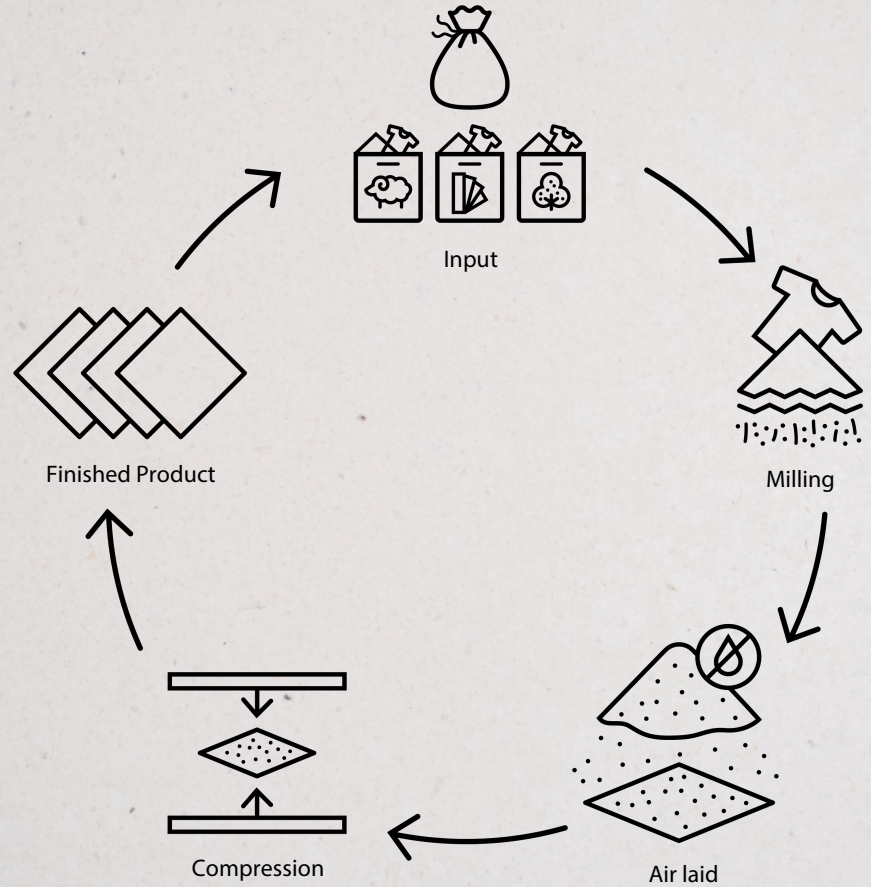 Input
Milling
Air laid
Compression
Finished Product